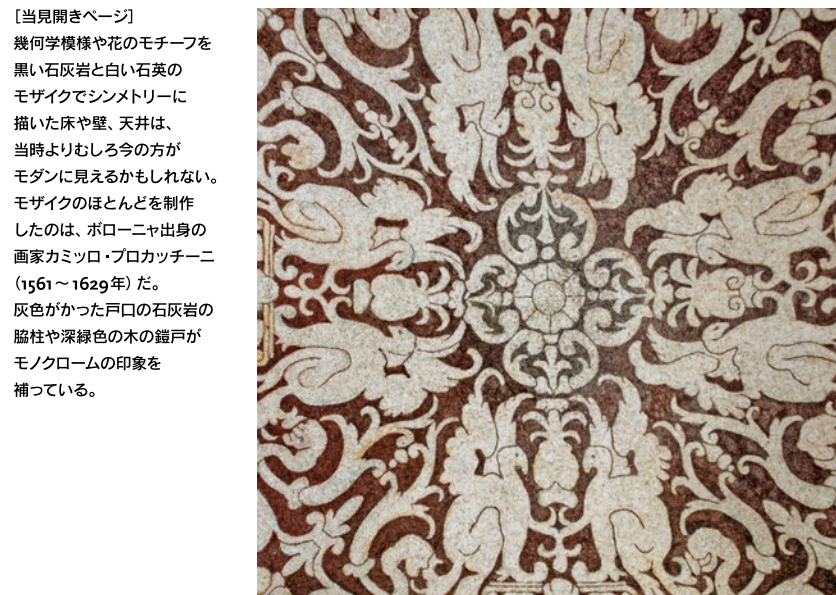 [当見開きページ]
幾何学模様や花のモチーフを
黒い石灰岩と白い石英の
モザイクでシンメトリーに
描いた床や壁、天井は、
当時よりむしろ今の方が
モダンに見えるかもしれない。
モザイクのほとんどを制作
したのは、ボローニャ出身の
画家カミッロ・プロカッチーニ
（1561～1629年）だ。
灰色がかった戸口の石灰岩の
脇柱や深緑色の木の鎧戸が
モノクロームの印象を
補っている。